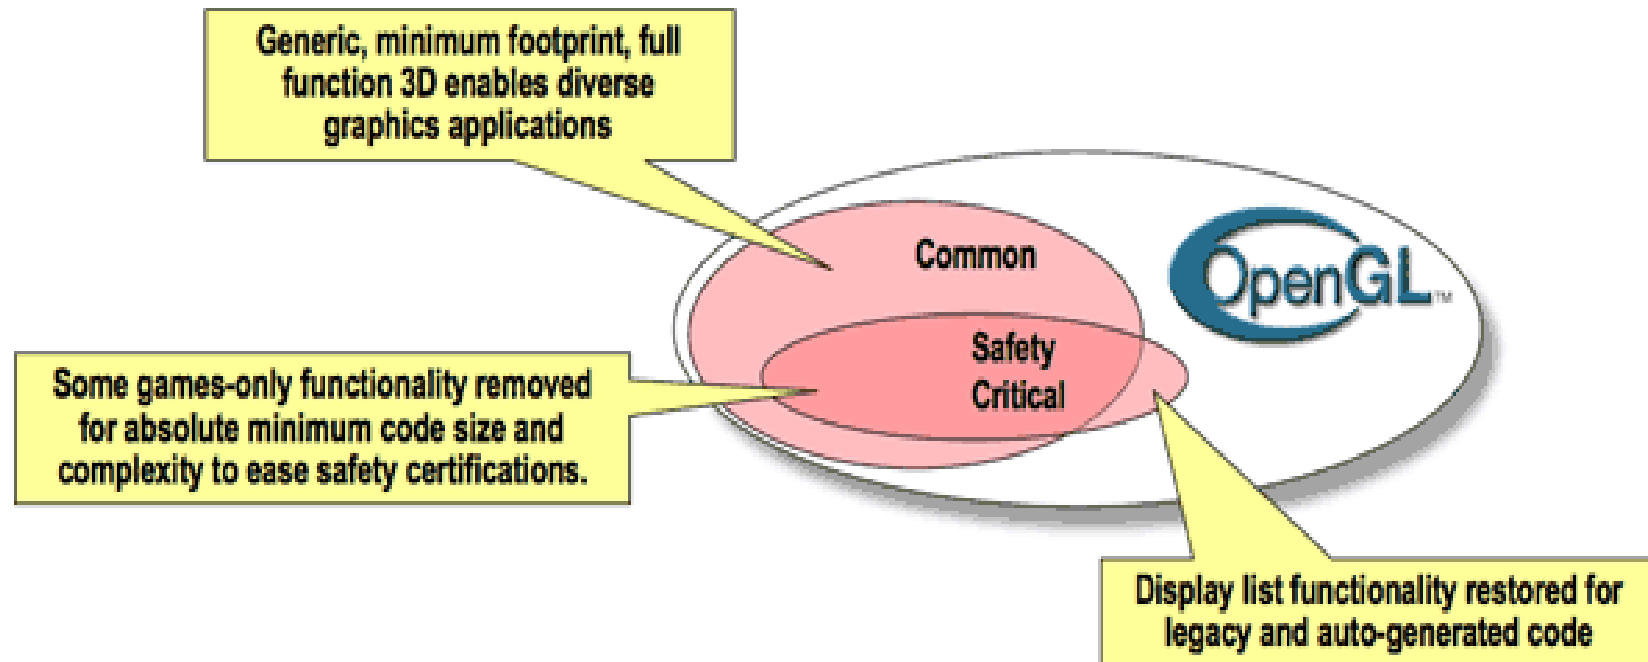 Generic, minimum footprint, full
function 3D enables diverse
graphics applications
Common
OpenGL™
Safety
Critical
Some games-only functionality removed
for absolute minimum code size and
complexity to ease safety certifications.
Display list functionality restored for
legacy and auto-generated code